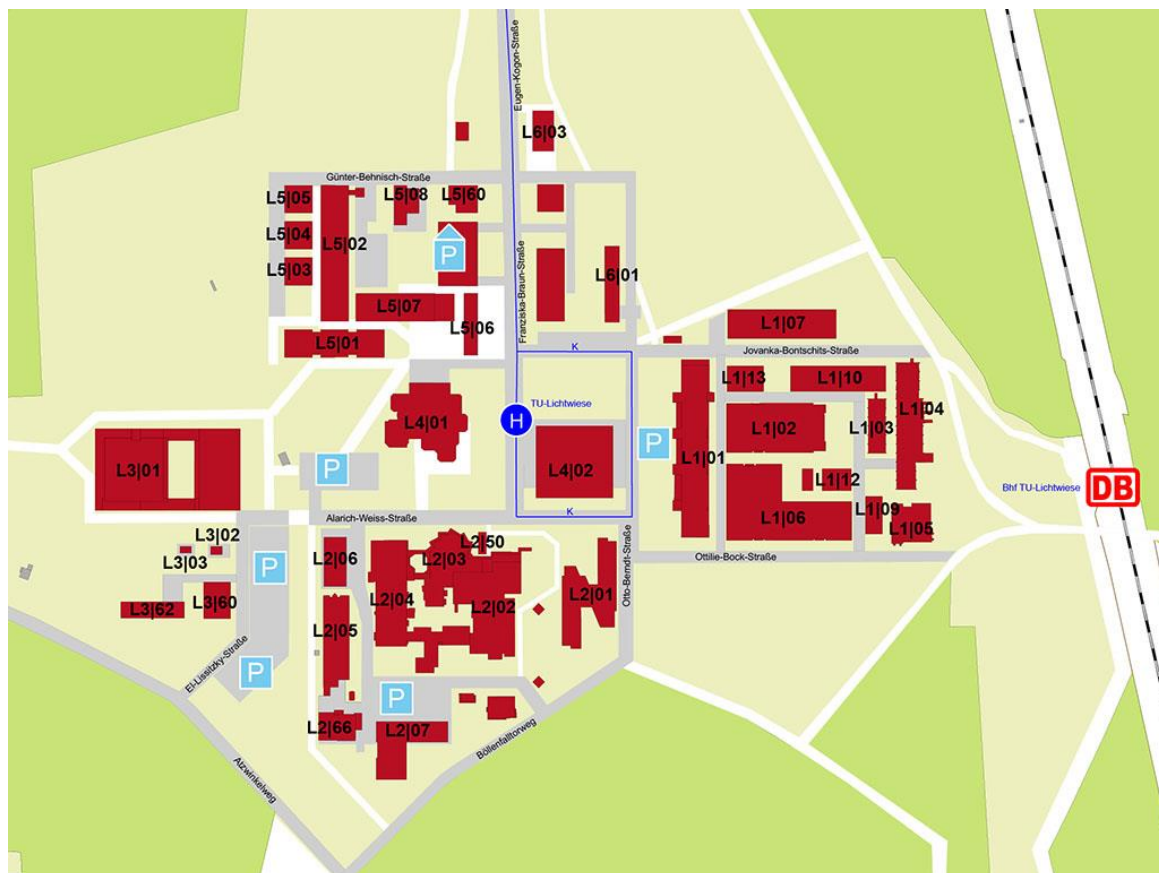 Eugen-Kogon-Straße
L6|03
Günter-Behnisch-Straße
L5|05
L5|08
L5|60
L5|04
L5|02
P
L5|03
L6|01
Franziska-Braun-Straße
L5|07
L5|06
L5|01
L1|07
K
Jovanka-Bontschits-Straße
L1|13
L1|10
TU-Lichtwiese
H
L4|01
L1|04
L1|02
L1|03
P
L1|01
L3|01
P
L4|02
L1|12
Bhf TU-Lichtwiese
DB
L1|09
K
Alarich-Weiss-Straße
L1|06
L1|05
L3|02
L2|50
L3|03
L2|06
L2|03
Ottilie-Bock-Straße
P
L2|04
L2|01
Otto-Berndt-Straße
L3|60
L3|62
L2|02
L2|05
El-Lissitzky-Straße
P
P
L2|66
L2|07
Böllenfalltorweg
Atzwinkelweg